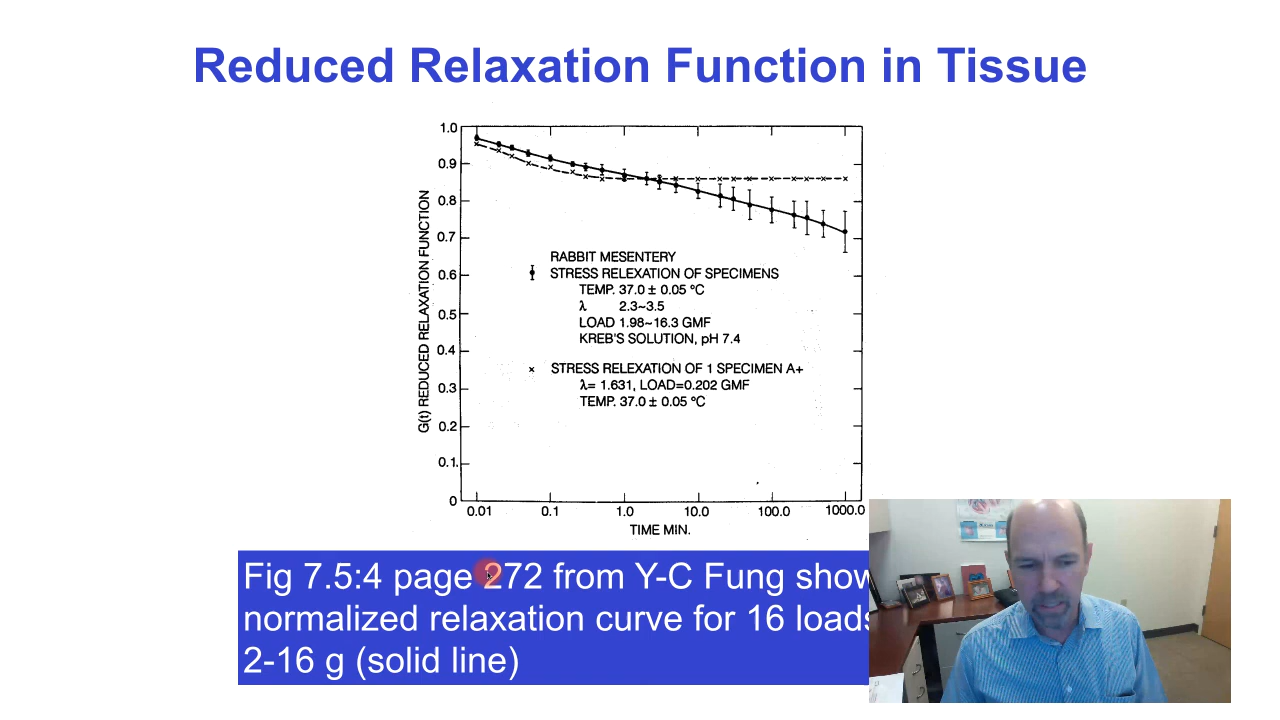 Reduced Relaxation Function in Tissue
G(t) REDUCED RELAXATION FUNCTION
1.0
0.9
0.8
0.7
0.6
0.5
0.4
0.3
0.2
0.1
0
RABBIT MESENTERY
STRESS RELEXATION OF SPECIMENS
TEMP. 37.0 ± 0.05 °C
λ 2.3~3.5
LOAD 1.98~16.3 GMF
KREB'S SOLUTION, pH 7.4
× STRESS RELEXATION OF 1 SPECIMEN A+
λ= 1.631, LOAD=0.202 GMF
TEMP. 37.0 ± 0.05 °C
0.01 0.1 1.0 10.0 100.0 1000.0
TIME MIN.
Fig 7.5:4 page 272 from Y-C Fung show
normalized relaxation curve for 16 loads
2-16 g (solid line)